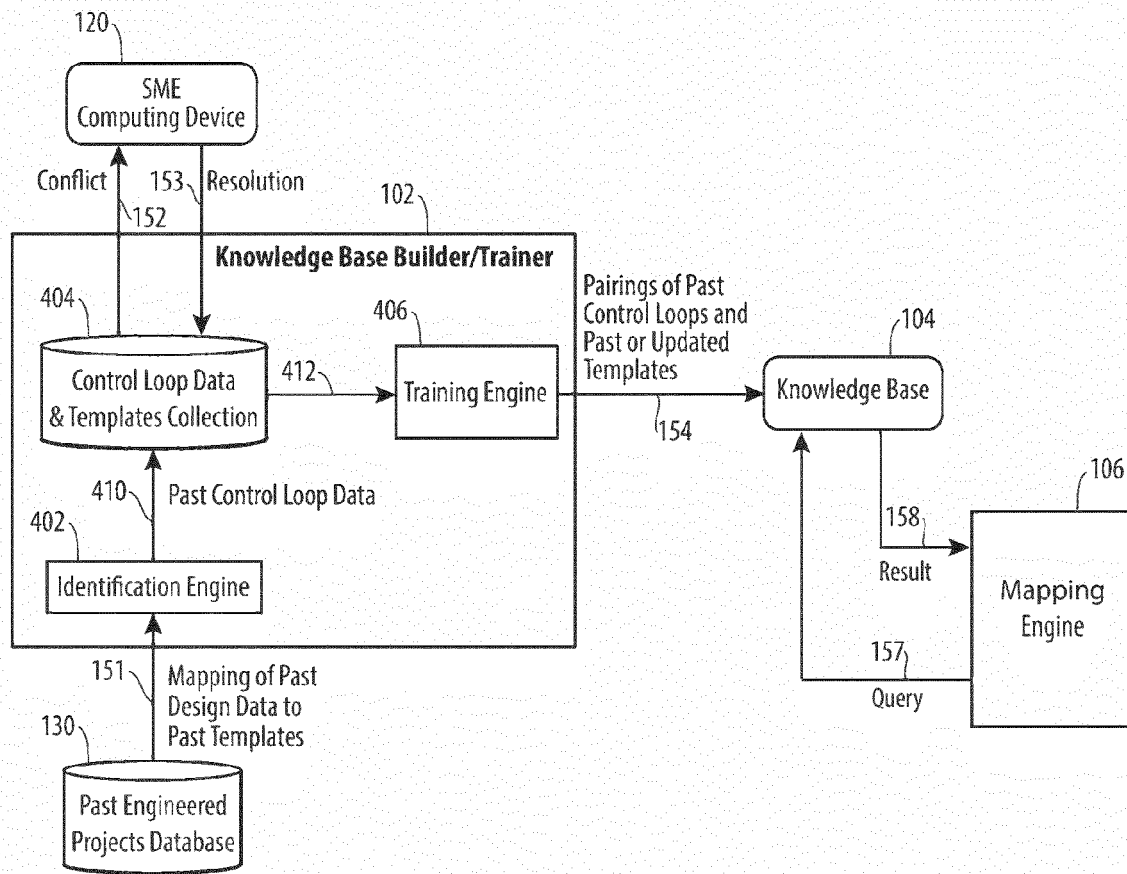 120
SME
Computing Device
Conflict
153
Resolution
152
102
Knowledge Base Builder/Trainer
404
Control Loop Data
& Templates Collection
412
406
Training Engine
Pairings of Past
Control Loops and
Past or Updated
Templates
154
104
Knowledge Base
410
Past Control Loop Data
402
Identification Engine
158
Result
106
Mapping
Engine
157
Query
151
Mapping of Past
Design Data to
Past Templates
130
Past Engineered
Projects Database